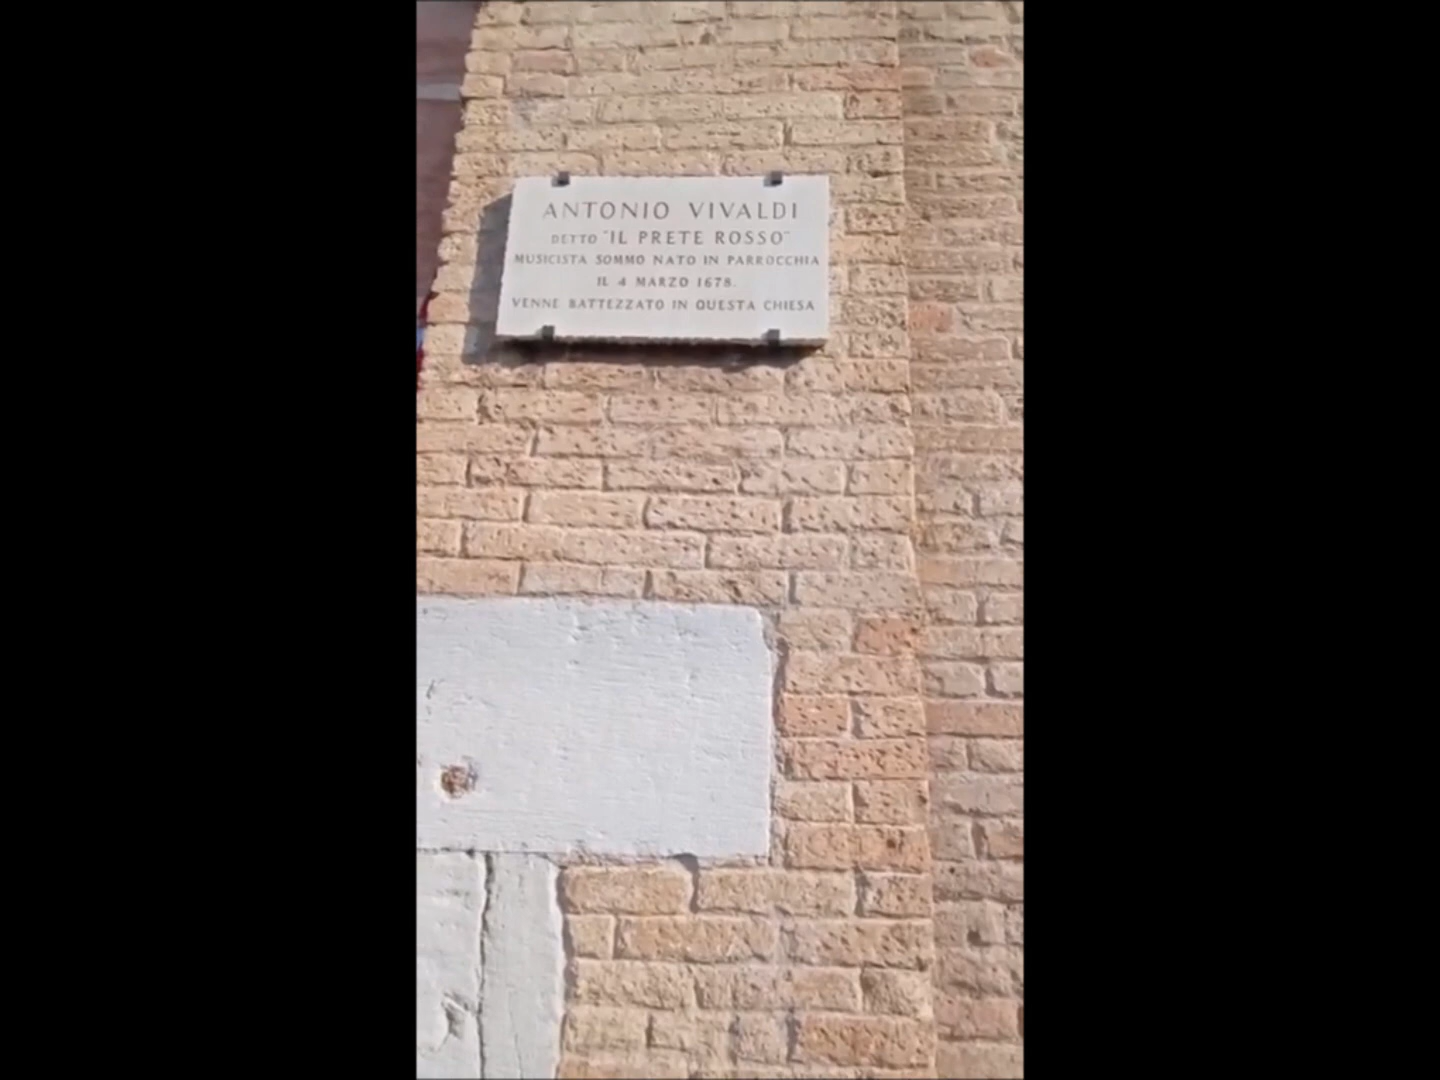 ANTONIO VIVALDI
DETTO "IL PRETE ROSSO"
MUSICISTA SOMMO NATO IN PARROCCHIA
IL 4 MARZO 1678.
VENNE BATTEZZATO IN QUESTA CHIESA